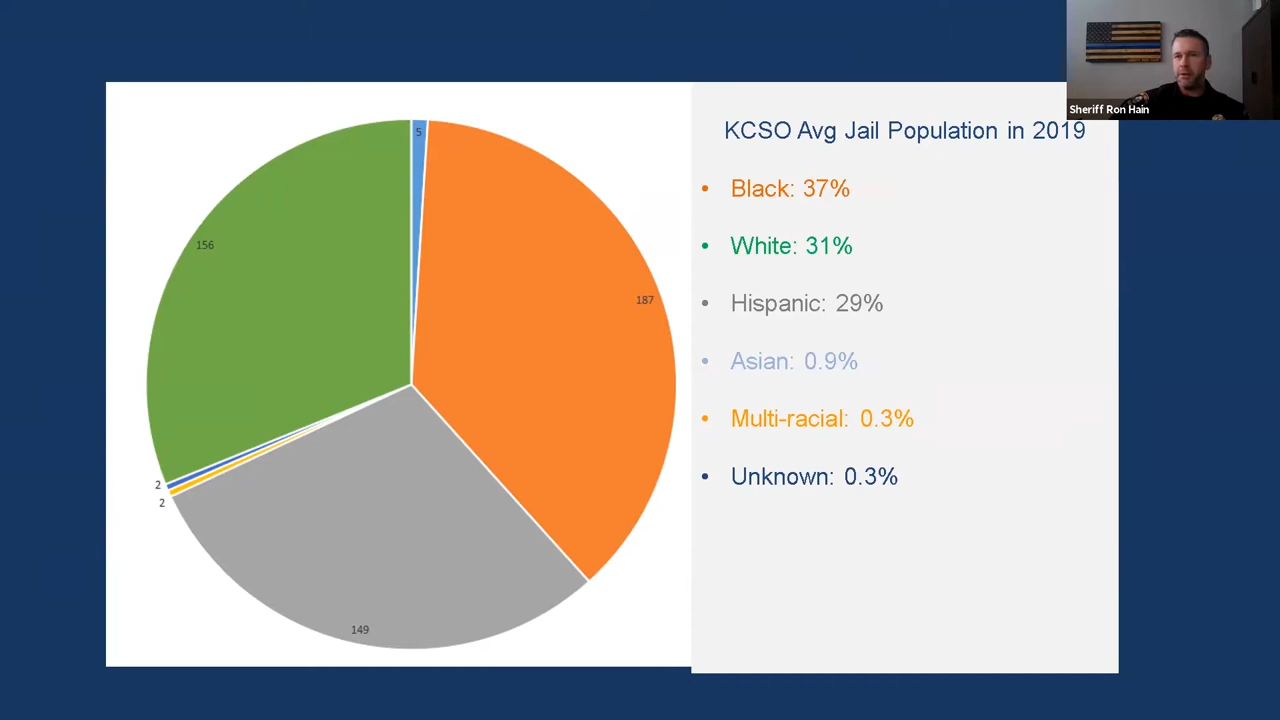 Sheriff Ron Hain
KCSO Avg Jail Population in 2019
• Black: 37%
• White: 31%
• Hispanic: 29%
• Asian: 0.9%
• Multi-racial: 0.3%
• Unknown: 0.3%
5
156
187
2
2
149